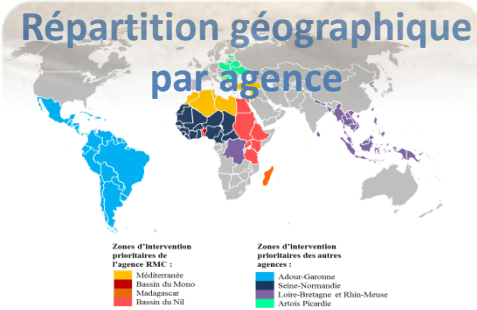 Répartition géographique
par agence
Zones d'intervention
prioritaires de
l'agence RMC :
Méditerranée
Bassin du Mono
Madagascar
Bassin du Nil
Zones d'intervention
prioritaires des autres
agences :
Adour-Garonne
Seine-Normandie
Loire-Bretagne et Rhin-Meuse
Artois Picardie